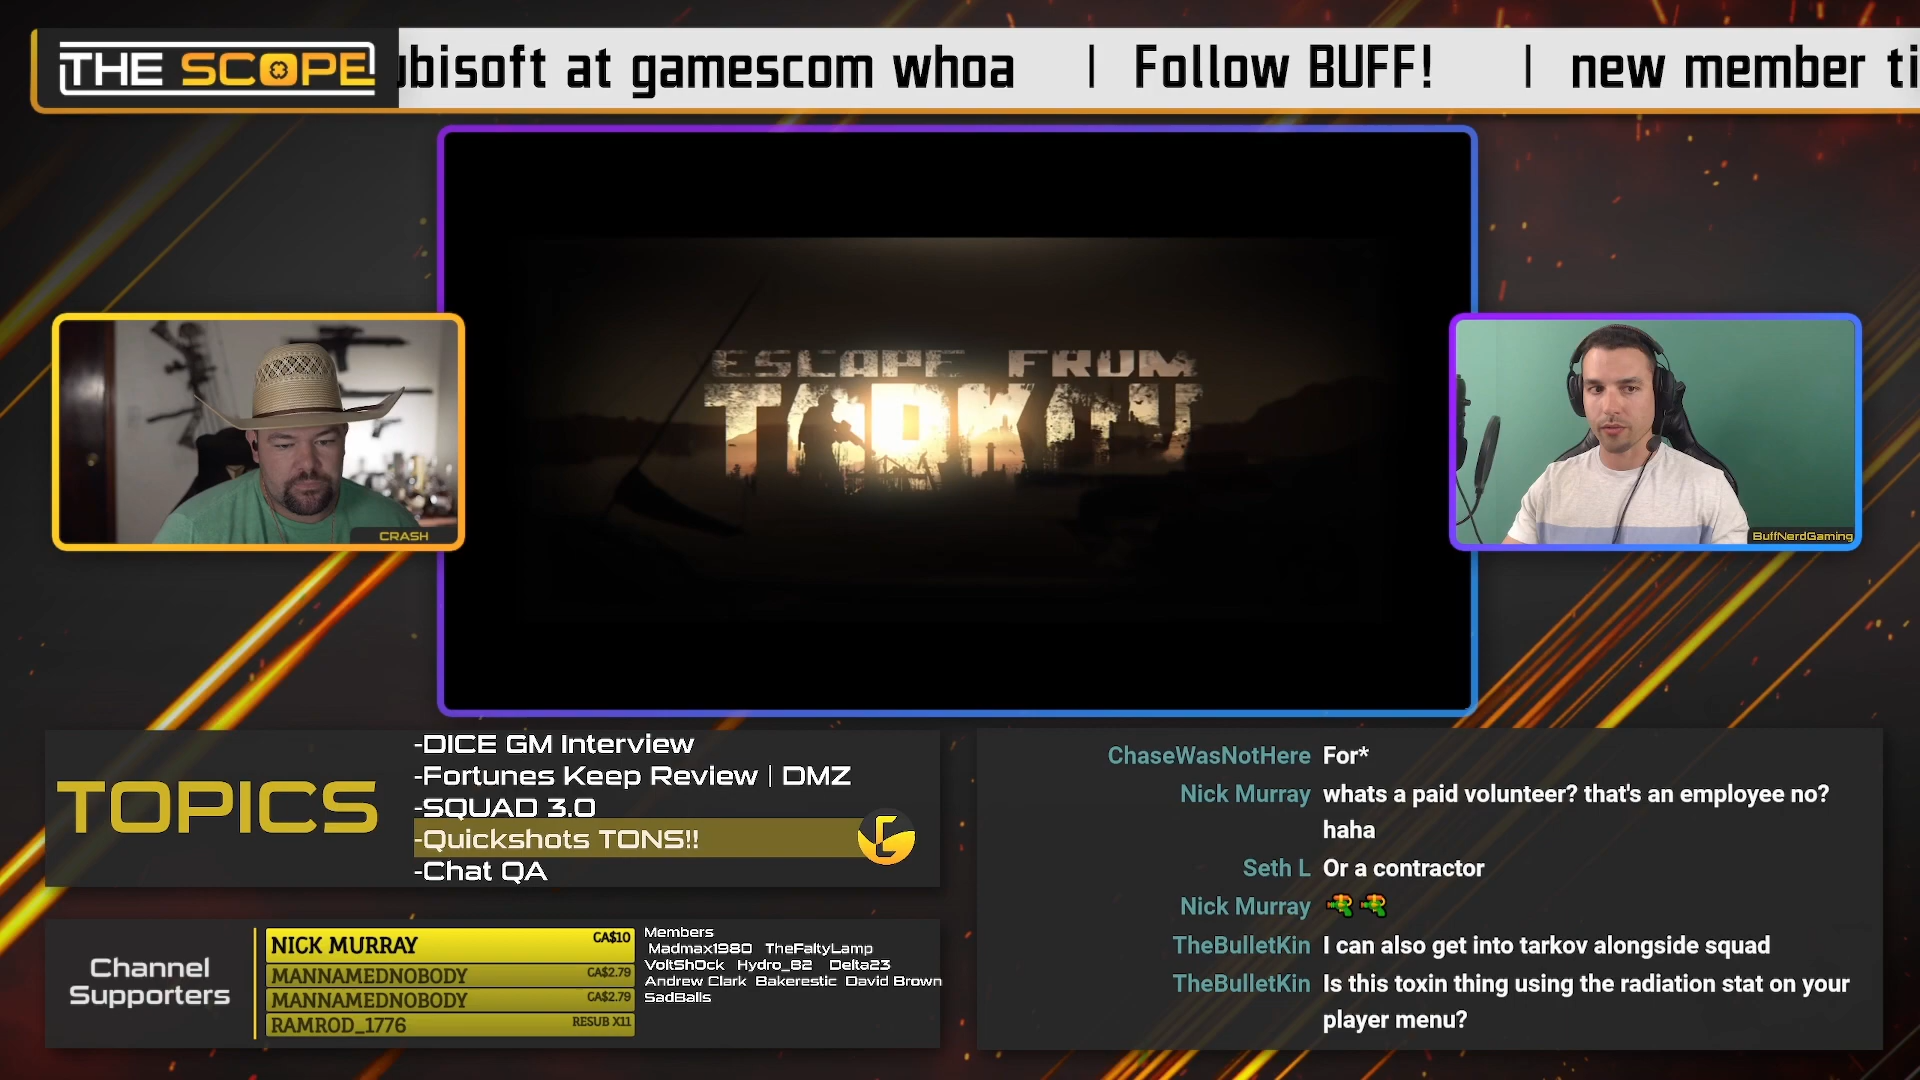 THE SCOPE
ubisoft at gamescom whoa | Follow BUFF! | new member ti
ESCAPE FROM
TARKOV
CRASH
BuffNerdGaming
TOPICS
-DICE GM Interview
-Fortunes Keep Review | DMZ
-SQUAD 3.0
-Quickshots TONS!!
-Chat QA
Channel
Supporters
NICK MURRAY CA$10
MANNAMEDNOBODY CA$2.79
MANNAMEDNOBODY CA$2.79
RAMROD_1776 RESUB X11
Members
Madmax1980 TheFaltyLamp
VoltShOck Hydro_62 Delta23
Andrew Clark Bakerestic David Brown
SadBalls
ChaseWasNotHere For*
Nick Murray whats a paid volunteer? that's an employee no?
haha
Seth L Or a contractor
Nick Murray
TheBulletKin I can also get into tarkov alongside squad
TheBulletKin Is this toxin thing using the radiation stat on your
player menu?